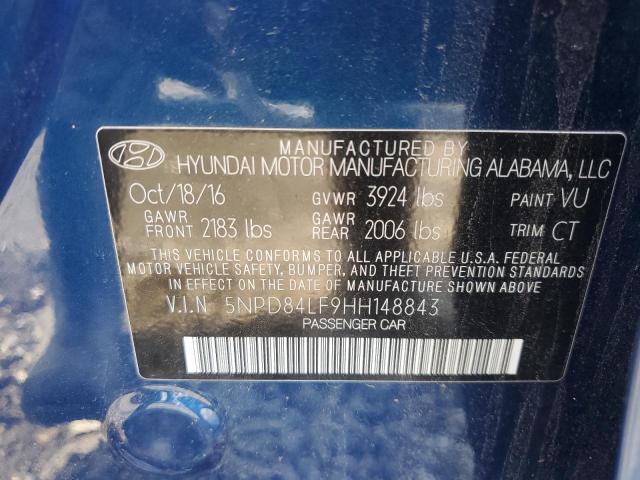 MANUFACTURED BY
HYUNDAI MOTOR MANUFACTURING ALABAMA, LLC
Oct/18/16 GVWR 3924 lbs PAINT VU
GAWR FRONT 2183 lbs GAWR REAR 2006 lbs TRIM CT
THIS VEHICLE CONFORMS TO ALL APPLICABLE U.S.A. FEDERAL
MOTOR VEHICLE SAFETY, BUMPER, AND THEFT PREVENTION
STANDARDS IN EFFECT ON THE DATE OF MANUFACTURE SHOWN ABOVE
V.I.N 5NPD84LF9HH148843
PASSENGER CAR